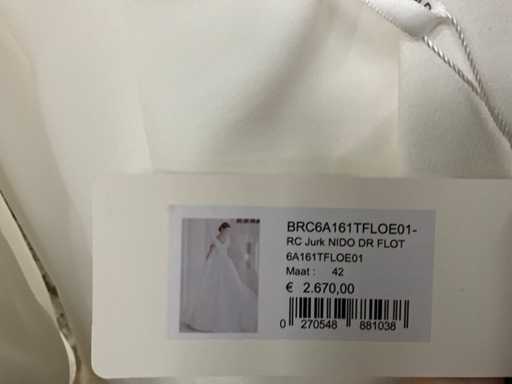 BRC6A161TFLOE01-
RC Jurk NIDO DR FLOT
6A161TFLOE01
Maat : 42
€ 2.670,00
0 270548 881038